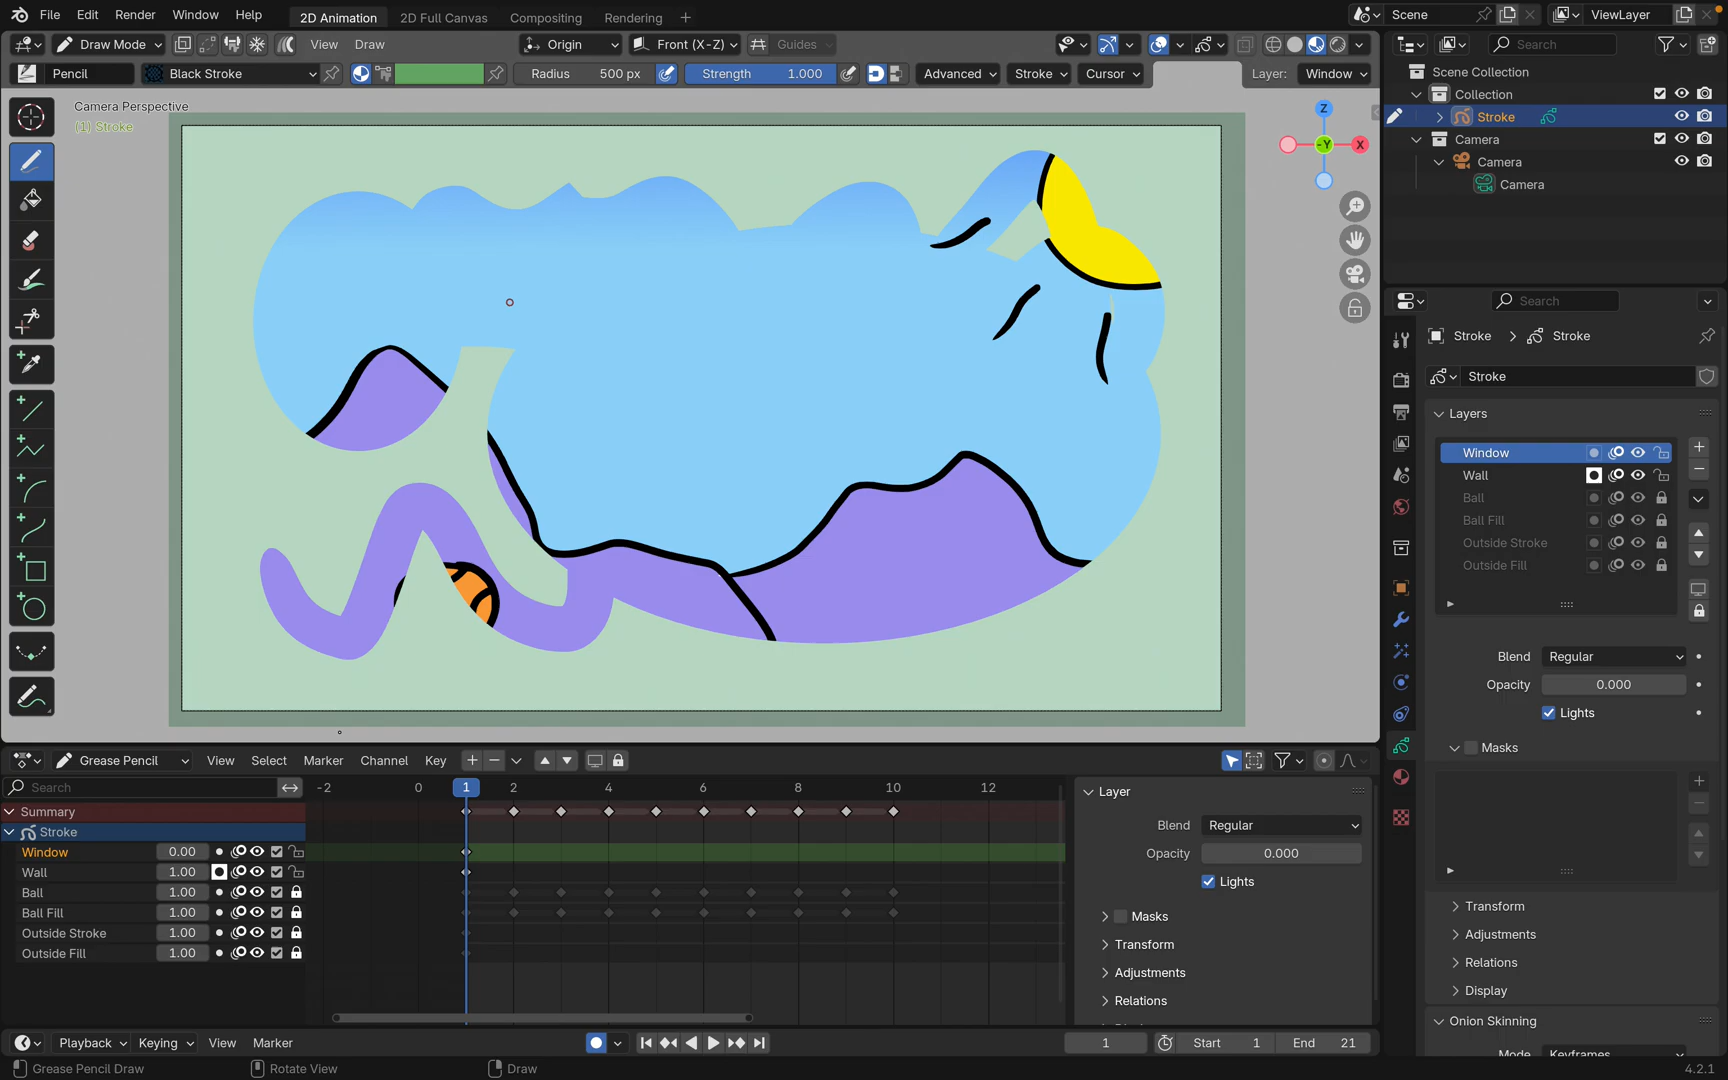 File Edit Render Window Help 2D Animation 2D Full Canvas Compositing Rendering + Scene ViewLayer
Draw Mode View Draw Origin Front (X-Z) Guides Search
Pencil Black Stroke Radius 500 px Strength 1.000 Advanced Stroke Cursor Layer: Window
Scene Collection
Collection
Stroke
Camera
Camera
Camera
Camera Perspective
(1) Stroke
Z
-Y X
Search
Stroke > Stroke
Stroke
Layers
Window
Wall
Ball
Ball Fill
Outside Stroke
Outside Fill
Blend Regular
Opacity 0.000
Lights
Masks
Transform
Adjustments
Relations
Display
Onion Skinning
Mode Keyframes
Grease Pencil View Select Marker Channel Key
Search -2 0 1 2 4 6 8 10 12
Summary
Stroke
Window 0.00
Wall 1.00
Ball 1.00
Ball Fill 1.00
Outside Stroke 1.00
Outside Fill 1.00
Layer
Blend Regular
Opacity 0.000
Lights
Masks
Transform
Adjustments
Relations
Playback Keying View Marker 1 Start 1 End 21
Grease Pencil Draw Rotate View Draw 4.2.1